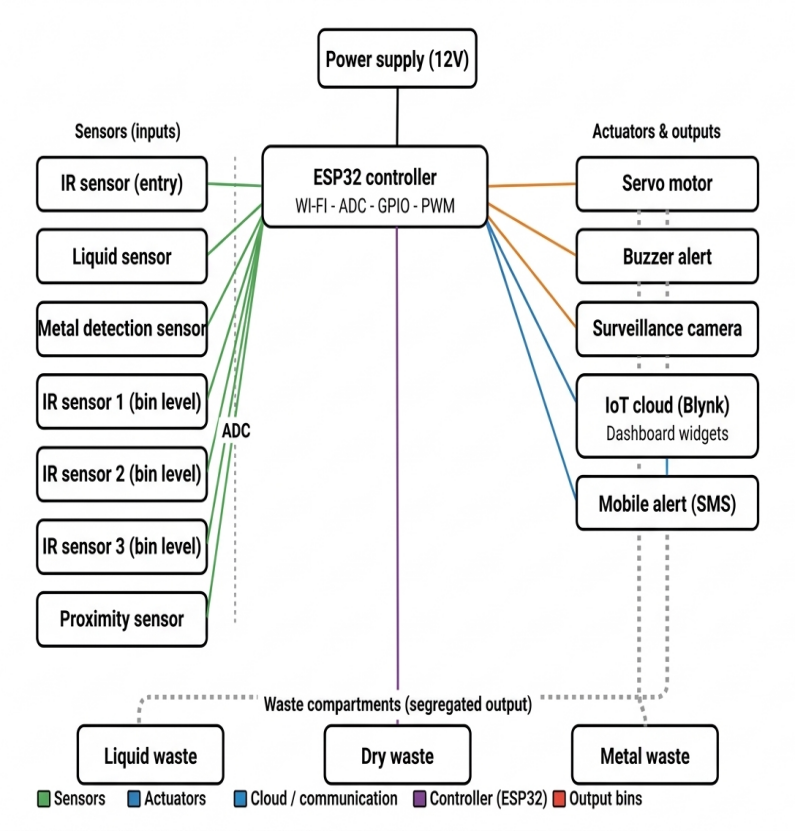 Power supply (12V)
Sensors (inputs)
Actuators & outputs
ESP32 controller
WI-FI - ADC - GPIO - PWM
IR sensor (entry)
Liquid sensor
Metal detection sensor
IR sensor 1 (bin level)
ADC
IR sensor 2 (bin level)
IR sensor 3 (bin level)
Proximity sensor
Servo motor
Buzzer alert
Surveillance camera
IoT cloud (Blynk)
Dashboard widgets
Mobile alert (SMS)
Waste compartments (segregated output)
Liquid waste
Dry waste
Metal waste
Sensors
Actuators
Cloud / communication
Controller (ESP32)
Output bins